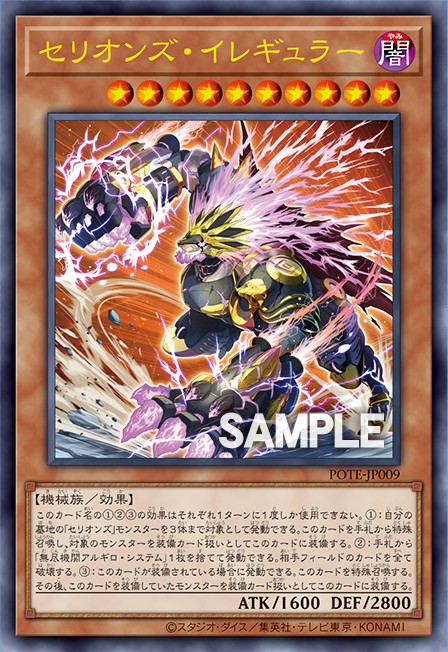 セリオンズ・イレギュラー
闇
SAMPLE
POTE-JP009
【機械族／効果】
このカード名の①②③の効果はそれぞれ1ターンに1度しか使用できない。①：自分の
墓地の「セリオンズ」モンスターを3体まで対象として発動できる。このカードを手札から特殊
召喚し、対象のモンスターを装備カード扱いとしてこのカードに装備する。②：手札から
「無尽機関アルギロ・システム」1枚を捨てて発動できる。相手フィールドのカードを全て
破壊する。③：このカードが装備されている場合に発動できる。このカードを特殊召喚する。
その後、このカードを装備していたモンスターを装備カード扱いとしてこのカードに装備する。
ATK/1600 DEF/2800
©スタジオ・ダイス／集英社・テレビ東京・KONAMI